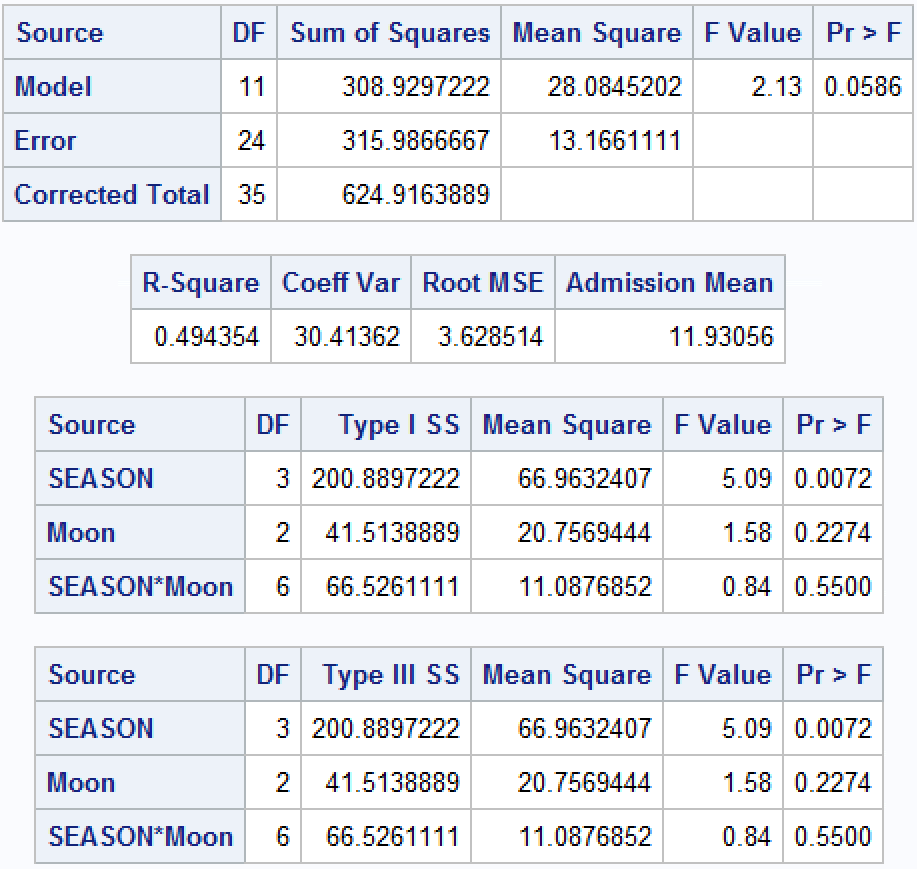 Source DF Sum of Squares Mean Square F Value Pr > F
Model 11 308.9297222 28.0845202 2.13 0.0586
Error 24 315.9866667 13.1661111
Corrected Total 35 624.9163889
R-Square Coeff Var Root MSE Admission Mean
0.494354 30.41362 3.628514 11.93056
Source DF Type I SS Mean Square F Value Pr > F
SEASON 3 200.8897222 66.9632407 5.09 0.0072
Moon 2 41.5138889 20.7569444 1.58 0.2274
SEASON*Moon 6 66.5261111 11.0876852 0.84 0.5500
Source DF Type III SS Mean Square F Value Pr > F
SEASON 3 200.8897222 66.9632407 5.09 0.0072
Moon 2 41.5138889 20.7569444 1.58 0.2274
SEASON*Moon 6 66.5261111 11.0876852 0.84 0.5500